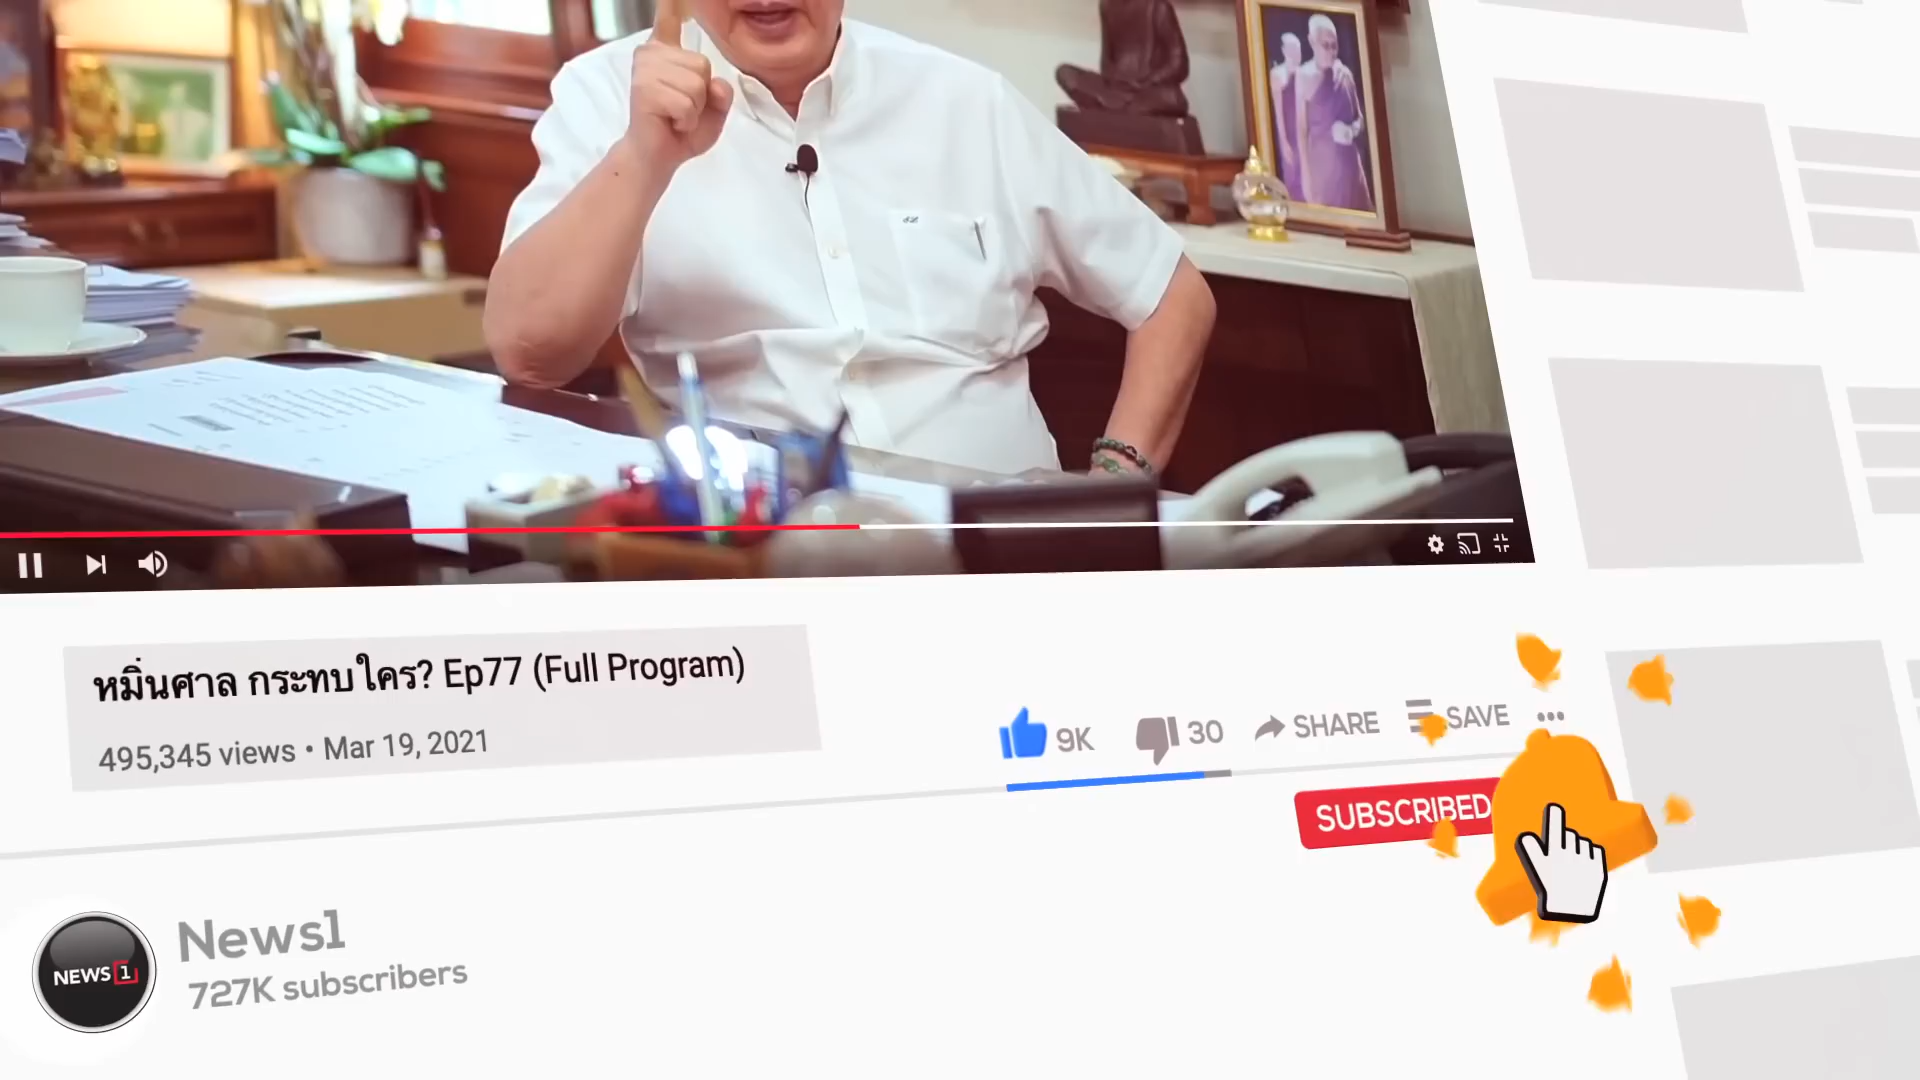 หมิ่นศาล กระทบใคร? Ep77 (Full Program)
495,345 views • Mar 19, 2021
9K
30
SHARE
SAVE
SUBSCRIBED
NEWS 1
News1
727K subscribers